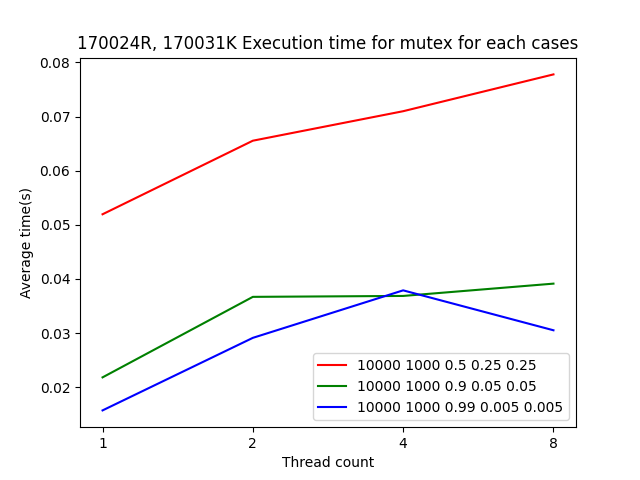 170024R, 170031K Execution time for mutex for each cases
0.08
0.07
0.06
0.05
0.04
0.03
0.02
Average time(s)
10000 1000 0.5 0.25 0.25
10000 1000 0.9 0.05 0.05
10000 1000 0.99 0.005 0.005
1 2 4 8
Thread count